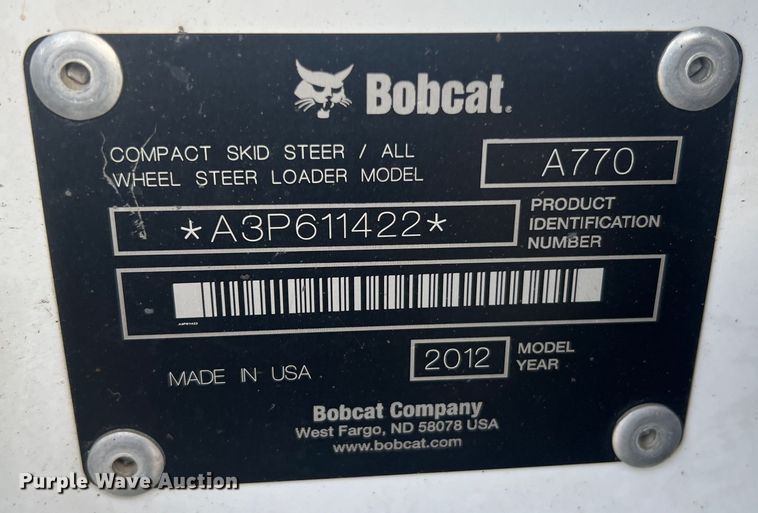 Bobcat.
COMPACT SKID STEER / ALL
WHEEL STEER LOADER MODEL
A770
*A3P611422*
PRODUCT
IDENTIFICATION
NUMBER
A3P611422
MADE IN USA
2012
MODEL
YEAR
Bobcat Company
West Fargo, ND 58078 USA
www.bobcat.com
Purple Wave Auction